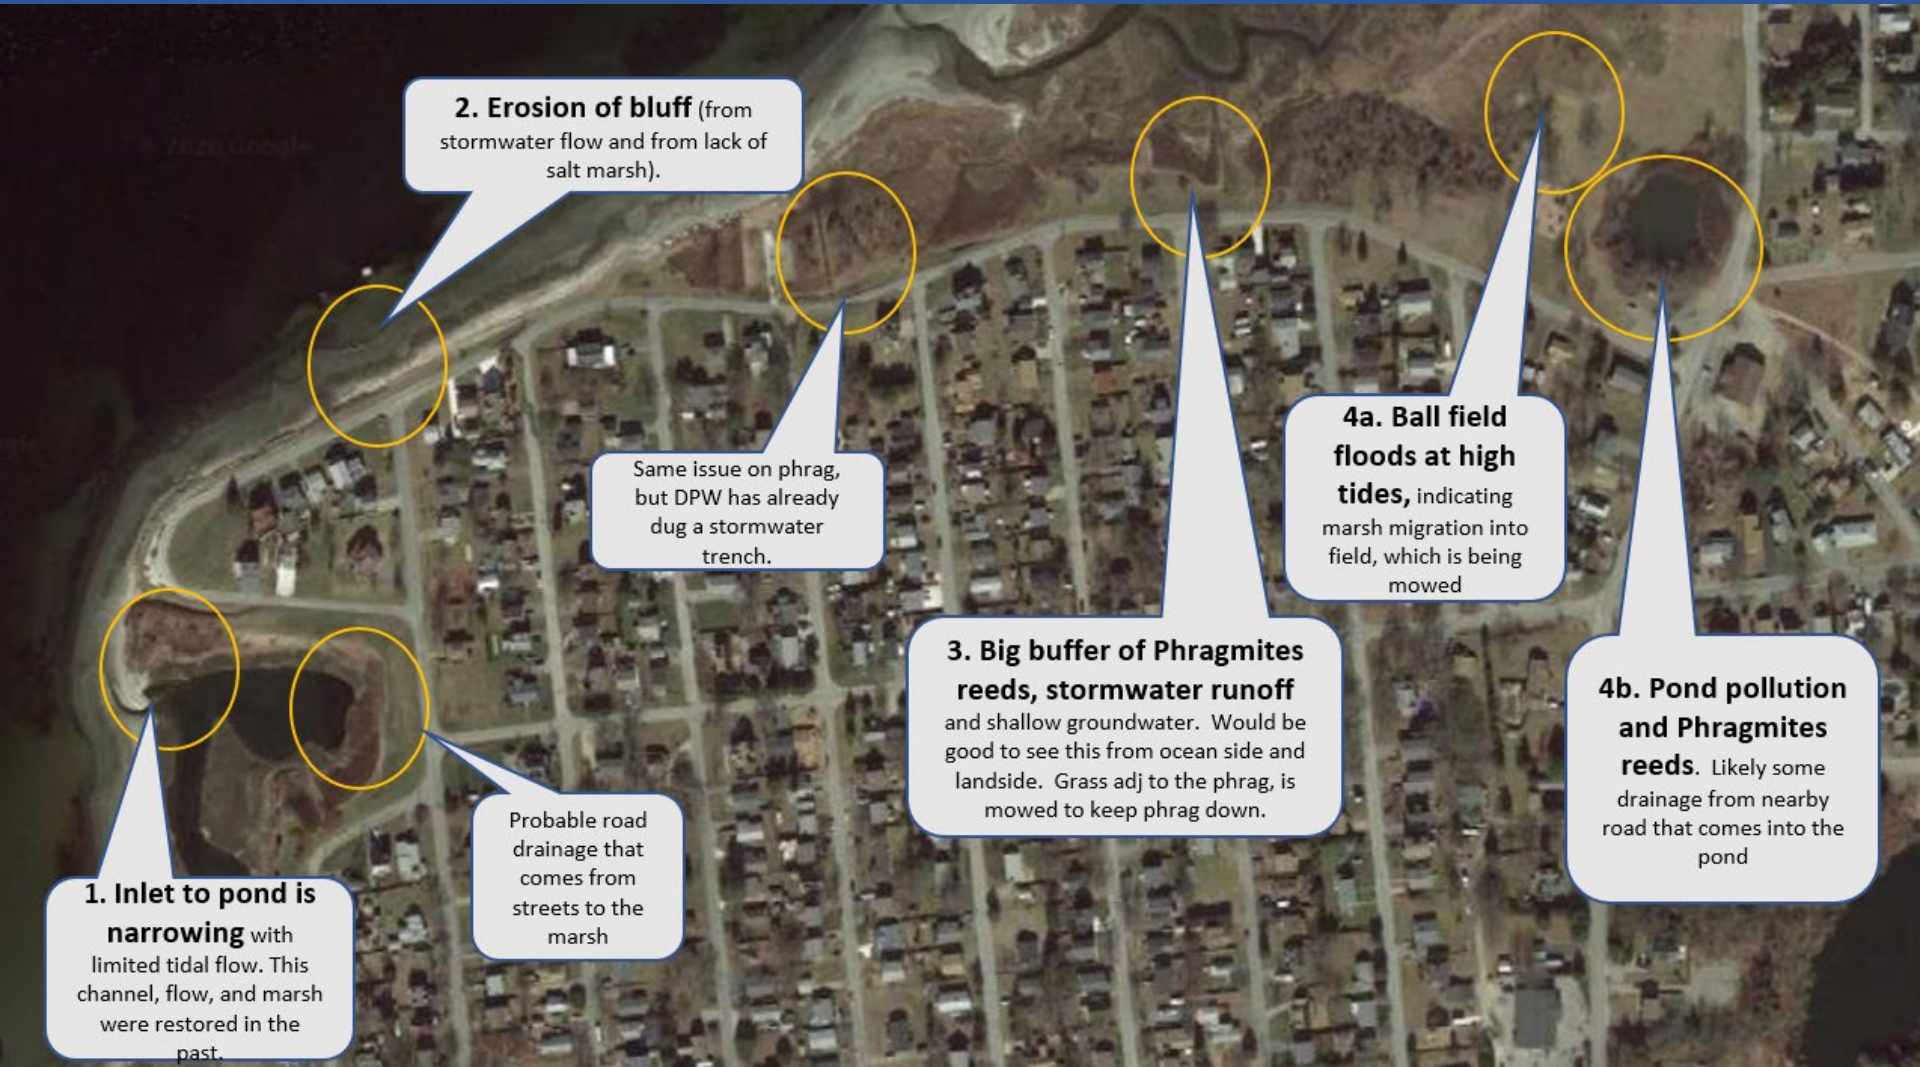 2. Erosion of bluff (from
stormwater flow and from lack of
salt marsh).
© 2020 Google
Same issue on phrag,
but DPW has already
dug a stormwater
trench.
4a. Ball field
floods at high
tides, indicating
marsh migration into
field, which is being
mowed
3. Big buffer of Phragmites
reeds, stormwater runoff
and shallow groundwater.  Would be
good to see this from ocean side and
landside.  Grass adj to the phrag, is
mowed to keep phrag down.
4b. Pond pollution
and Phragmites
reeds.  Likely some
drainage from nearby
road that comes into the
pond
Probable road
drainage that
comes from
streets to the
marsh
1. Inlet to pond is
narrowing with
limited tidal flow. This
channel, flow, and marsh
were restored in the
past.